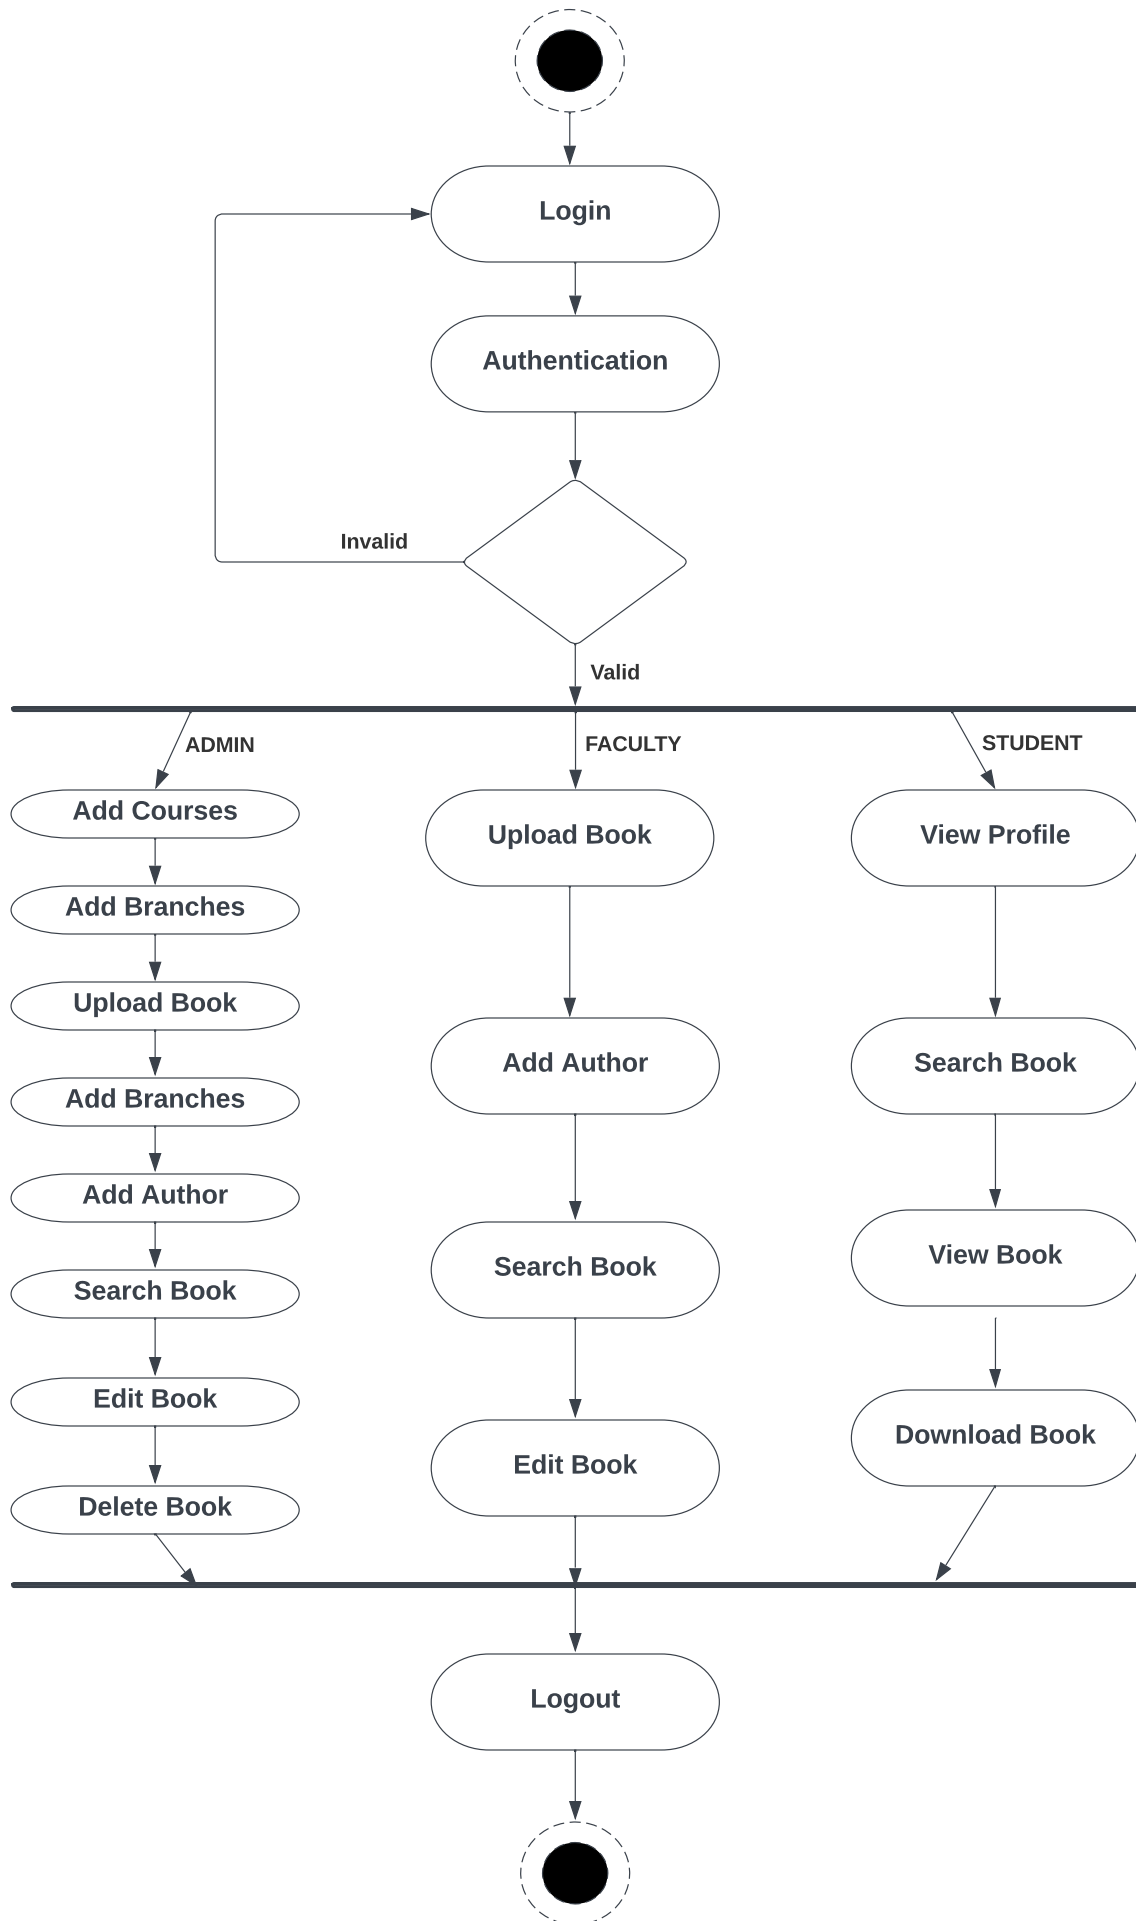 Login
Authentication
Invalid
Valid
ADMIN
FACULTY
STUDENT
Add Courses
Add Branches
Upload Book
Add Branches
Add Author
Search Book
Edit Book
Delete Book
Upload Book
Add Author
Search Book
Edit Book
View Profile
Search Book
View Book
Download Book
Logout